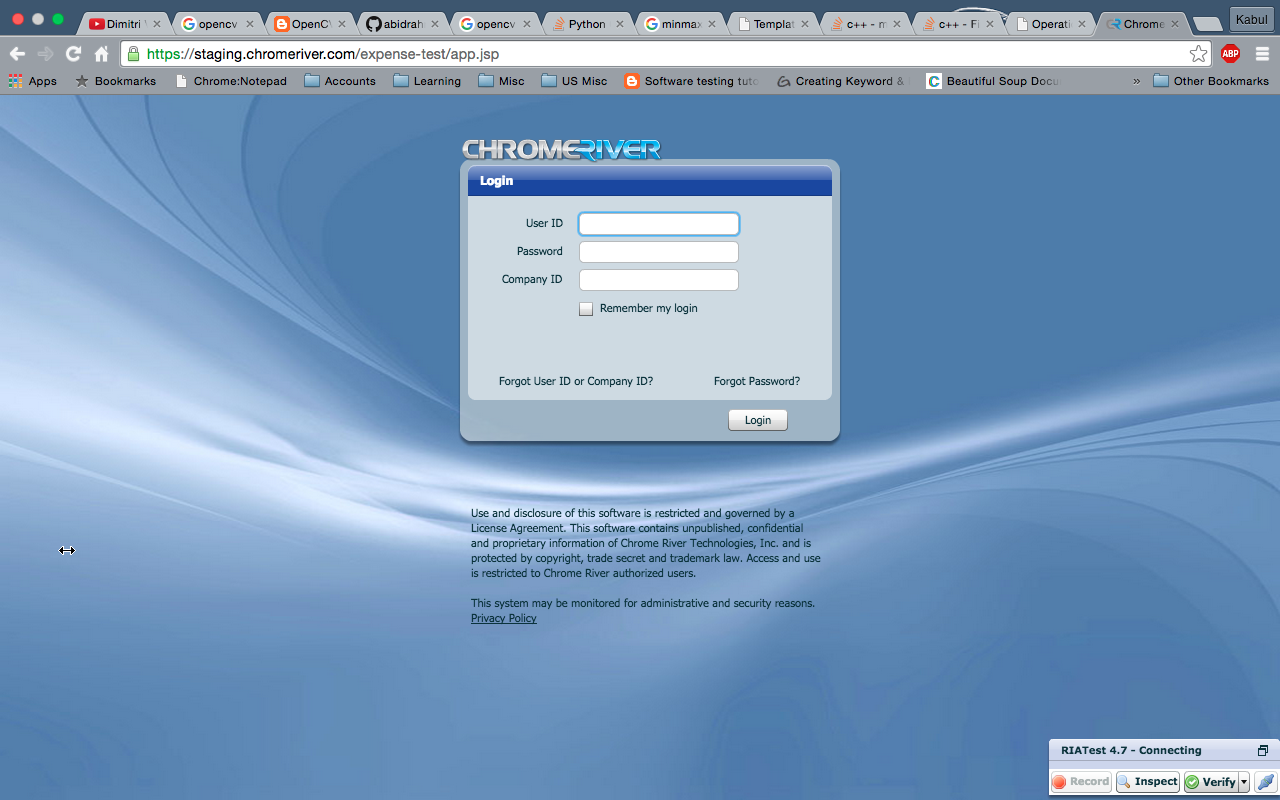 Dimitri
opencv
OpenCV
abidrah
opencv
Python
minmax
Templat
c++ - m
c++ - Fi
Operati
Chrome
Kabul
https://staging.chromeriver.com/expense-test/app.jsp
ABP
Apps
Bookmarks
Chrome:Notepad
Accounts
Learning
Misc
US Misc
Software testing tuto
Creating Keyword &
Beautiful Soup Docu
»
Other Bookmarks
CHROMERIVER
Login
User ID
Password
Company ID
Remember my login
Forgot User ID or Company ID?
Forgot Password?
Login
Use and disclosure of this software is restricted and governed by a
License Agreement. This software contains unpublished, confidential
and proprietary information of Chrome River Technologies, Inc. and is
protected by copyright, trade secret and trademark law. Access and use
is restricted to Chrome River authorized users.
This system may be monitored for administrative and security reasons.
Privacy Policy
RIATest 4.7 - Connecting
Record
Inspect
Verify